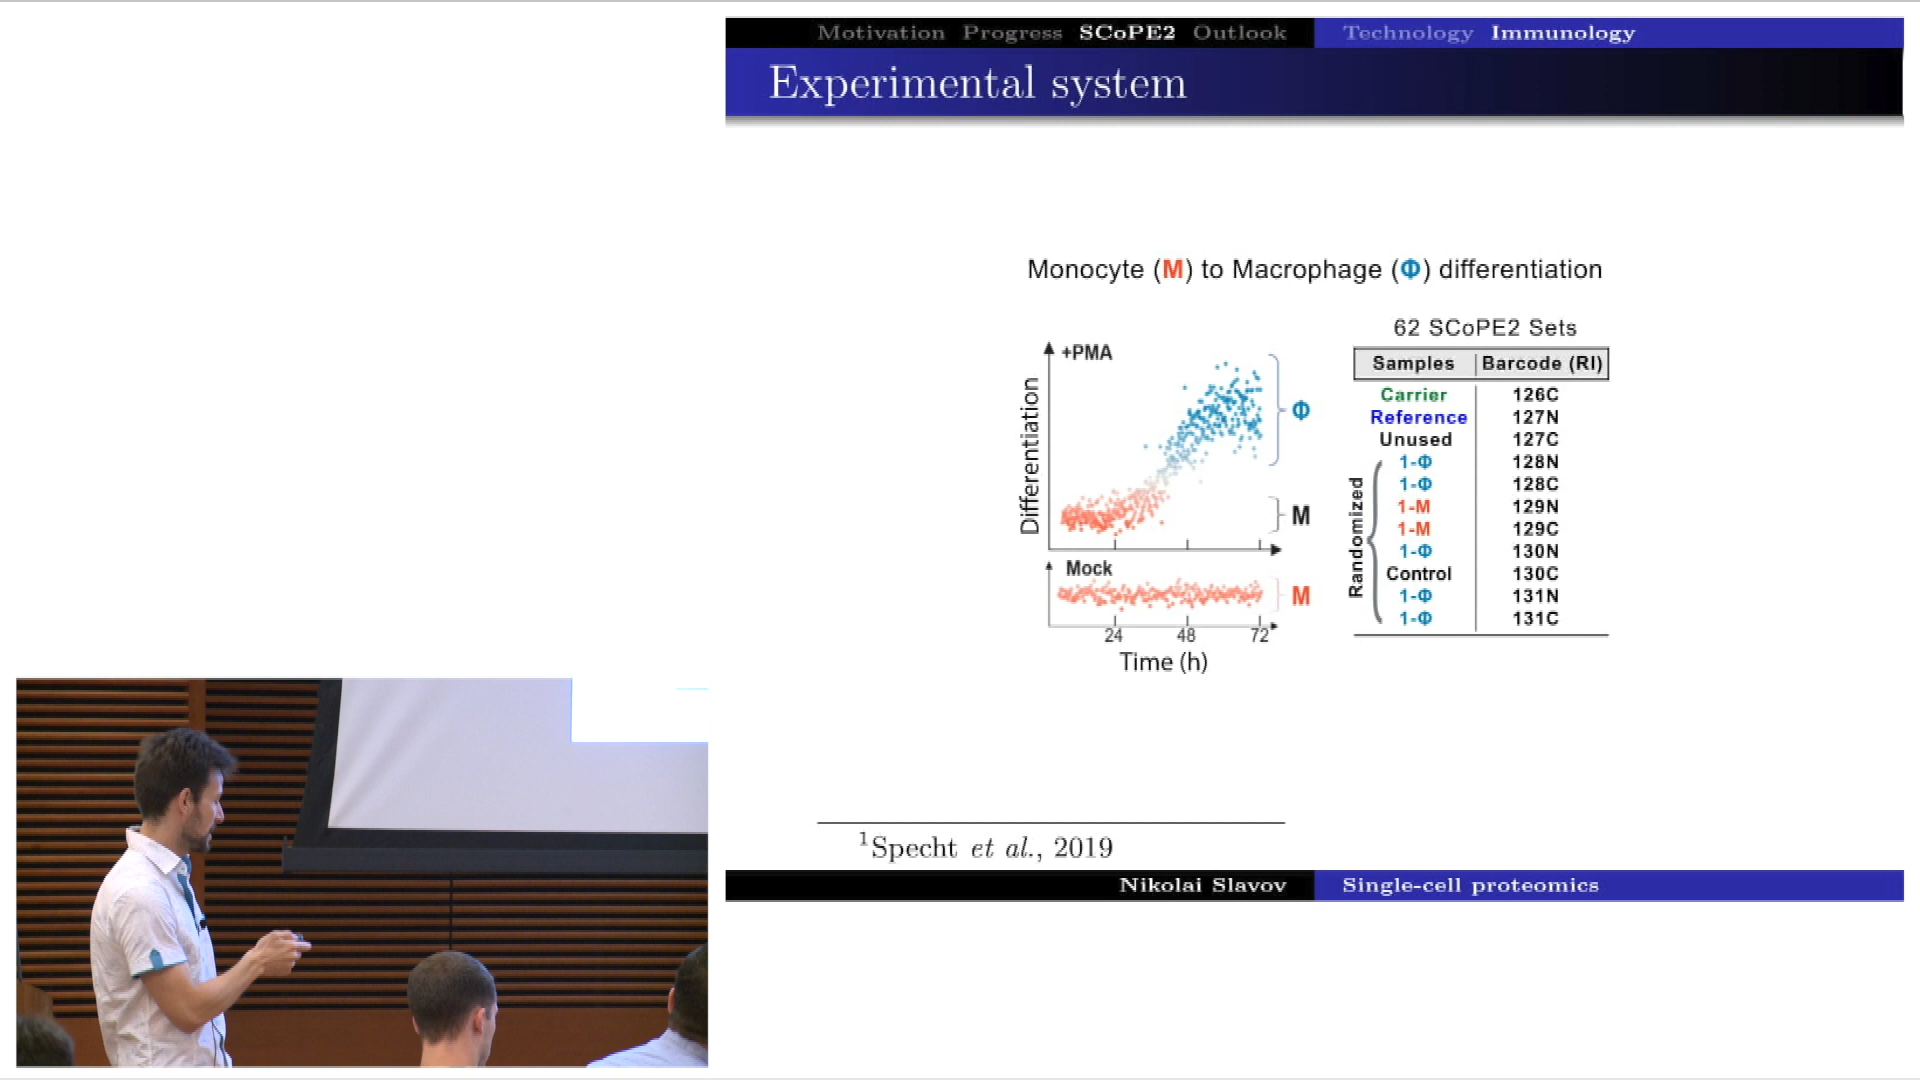 Motivation Progress SCoPE2 Outlook Technology Immunology
Experimental system
Monocyte (M) to Macrophage (Φ) differentiation
+PMA
Differentiation
Φ
M
Mock
M
24 48 72
Time (h)
62 SCoPE2 Sets
Samples Barcode (RI)
Carrier 126C
Reference 127N
Unused 127C
Randomized
1-Φ 128N
1-Φ 128C
1-M 129N
1-M 129C
1-Φ 130N
Control 130C
1-Φ 131N
1-Φ 131C
1Specht et al., 2019
Nikolai Slavov Single-cell proteomics